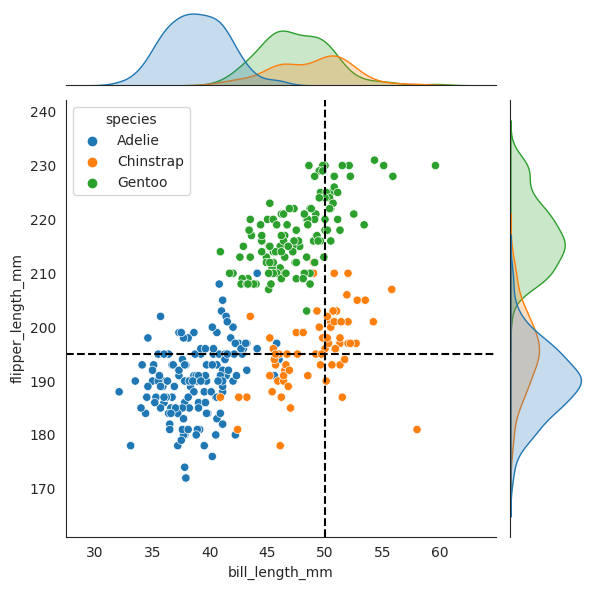 species
Adelie
Chinstrap
Gentoo
240
230
220
210
200
190
180
170
flipper_length_mm
30 35 40 45 50 55 60
bill_length_mm